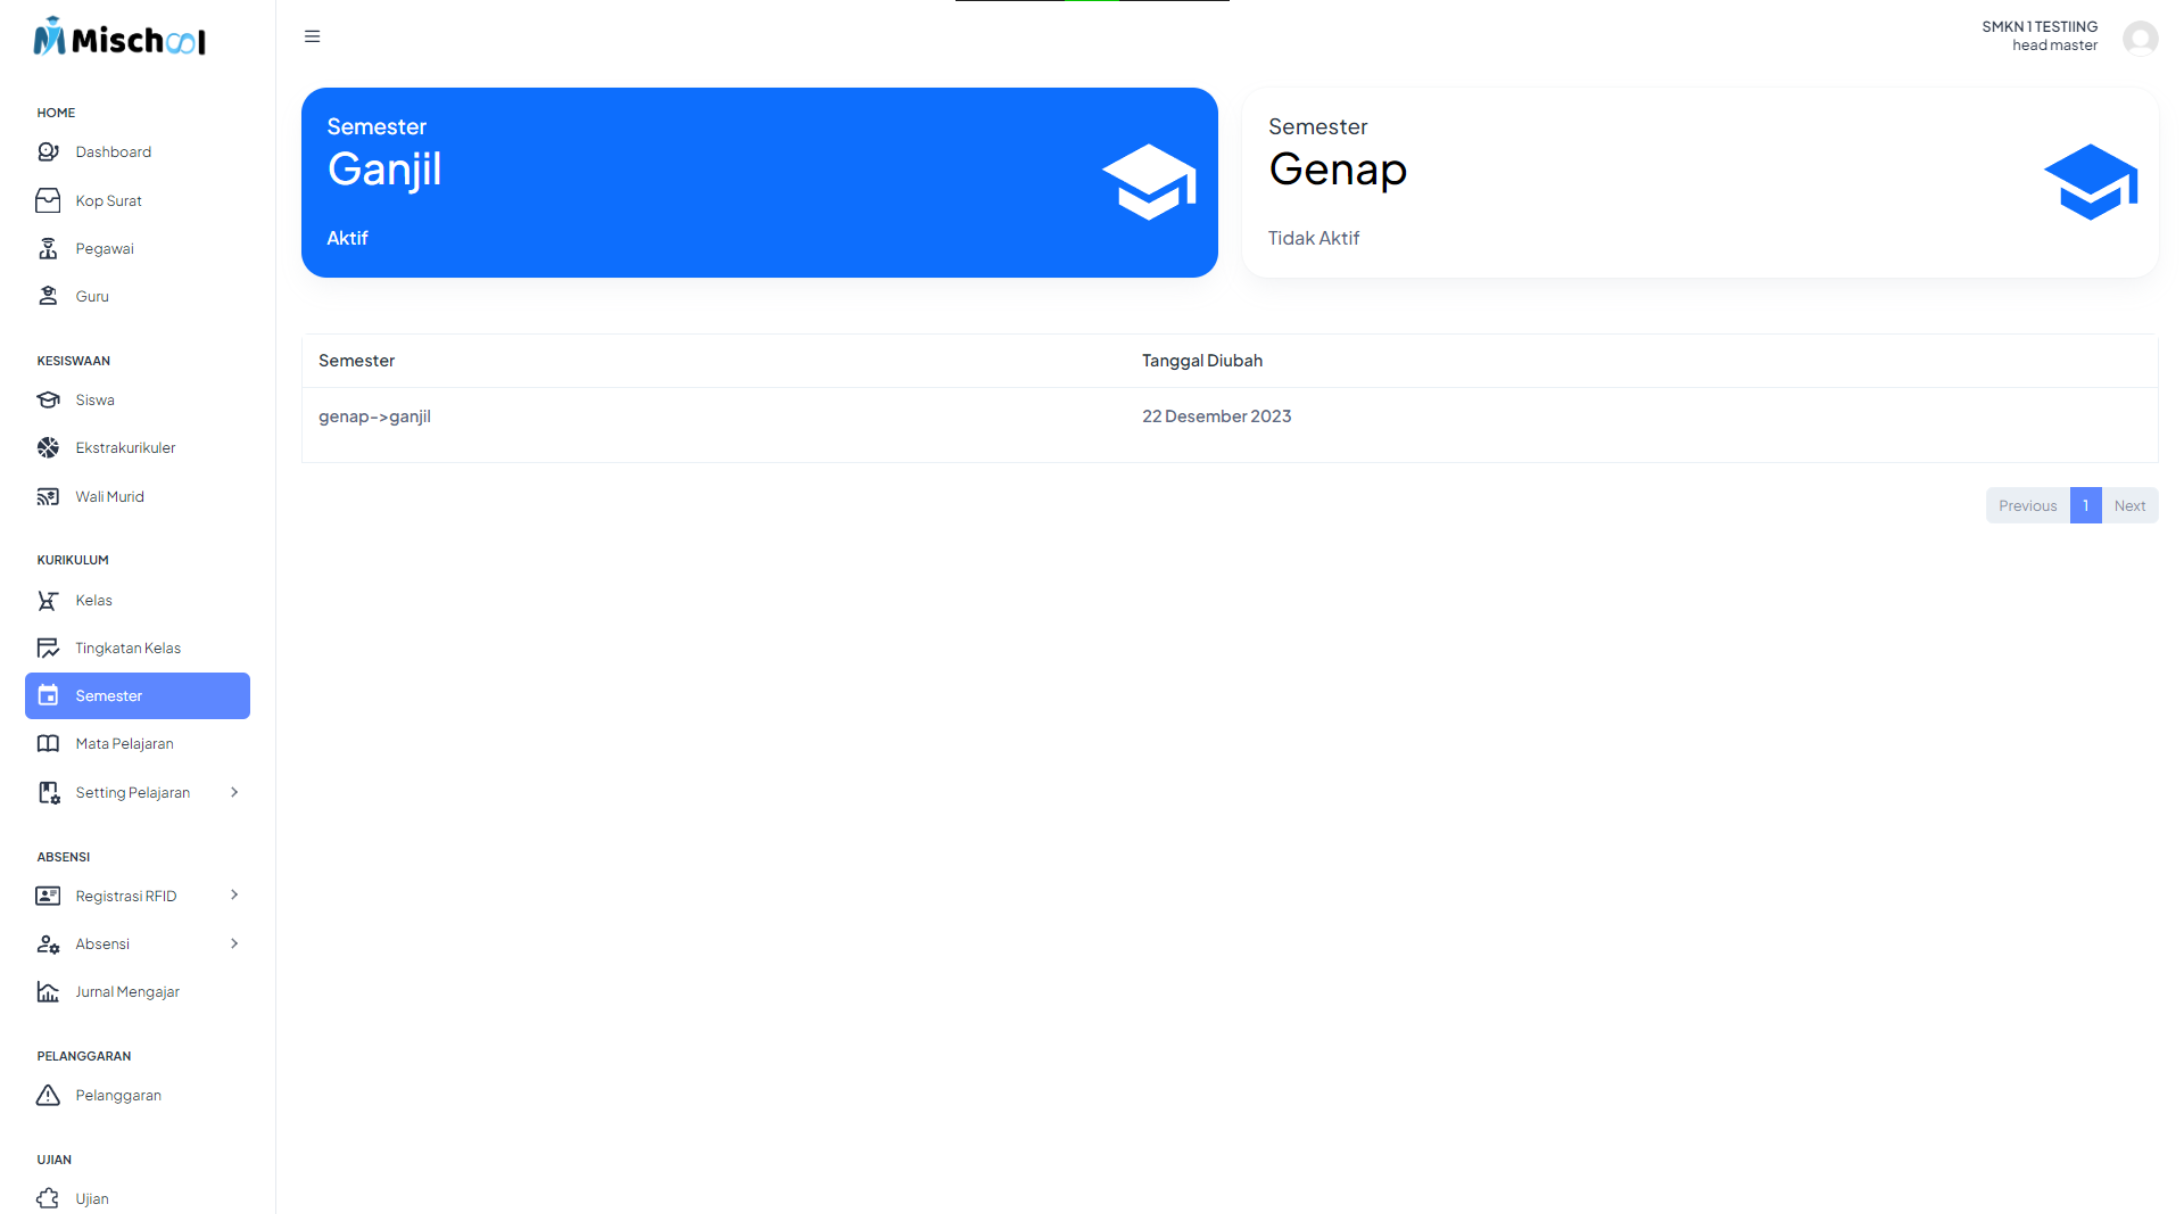 Mischool
HOME
Dashboard
Kop Surat
Pegawai
Guru
KESISWAAN
Siswa
Ekstrakurikuler
Wali Murid
KURIKULUM
Kelas
Tingkatan Kelas
Semester
Mata Pelajaran
Setting Pelajaran
ABSENSI
Registrasi RFID
Absensi
Jurnal Mengajar
PELANGGARAN
Pelanggaran
UJIAN
Ujian
SMKN 1 TESTIING
head master
Semester
Ganjil
Aktif
Semester
Genap
Tidak Aktif
Semester Tanggal Diubah
genap->ganjil 22 Desember 2023
Previous 1 Next